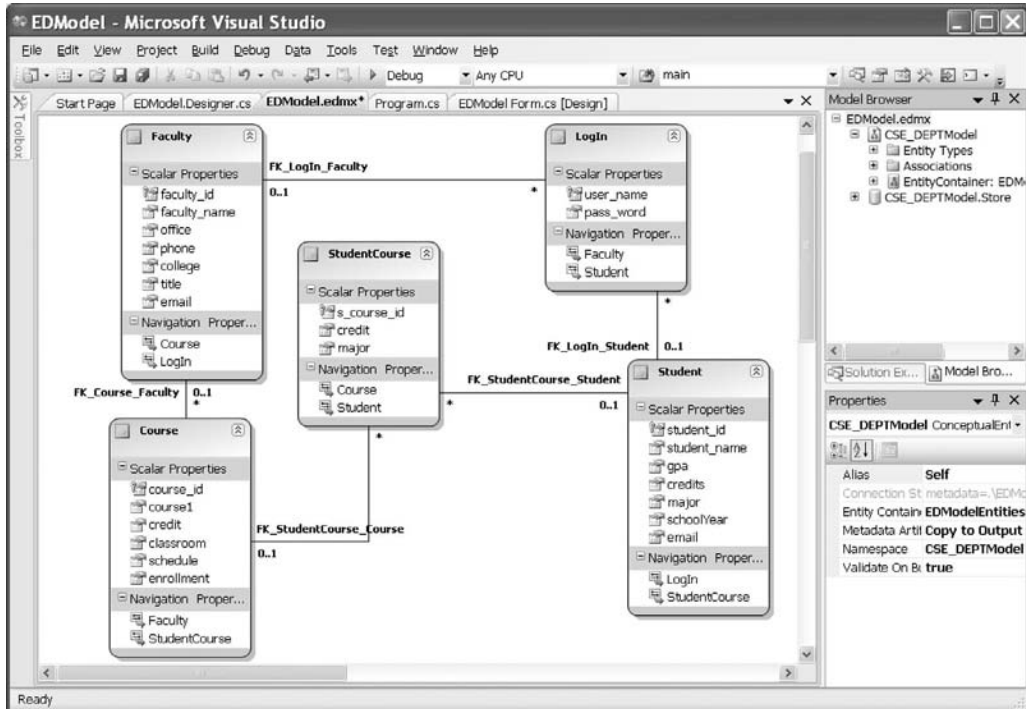 EDModel - Microsoft Visual Studio
File Edit View Project Build Debug Data Tools Test Window Help
Debug Any CPU main
Start Page EDModel.Designer.cs EDModel.edmx* Program.cs EDModel Form.cs [Design]
Toolbox
Faculty
Scalar Properties
faculty_id
faculty_name
office
phone
college
title
email
Navigation Proper...
Course
LogIn
FK_LogIn_Faculty
0..1 *
LogIn
Scalar Properties
user_name
pass_word
Navigation Proper...
Faculty
Student
StudentCourse
Scalar Properties
s_course_id
credit
major
Navigation Proper...
Course
Student
*
FK_LogIn_Student 0..1
FK_StudentCourse_Student
* 0..1
FK_Course_Faculty 0..1
*
Course
Scalar Properties
course_id
course1
credit
classroom
schedule
enrollment
Navigation Proper...
Faculty
StudentCourse
*
FK_StudentCourse_Course
0..1
Student
Scalar Properties
student_id
student_name
gpa
credits
major
schoolYear
email
Navigation Proper...
LogIn
StudentCourse
Model Browser
EDModel.edmx
CSE_DEPTModel
Entity Types
Associations
EntityContainer: EDM
CSE_DEPTModel.Store
Solution Ex... Model Bro...
Properties
CSE_DEPTModel ConceptualEnt
Alias Self
Connection St metadata=.\EDMo
Entity Contain EDModelEntities
Metadata Artif Copy to Output
Namespace CSE_DEPTModel
Validate On Bu true
Ready